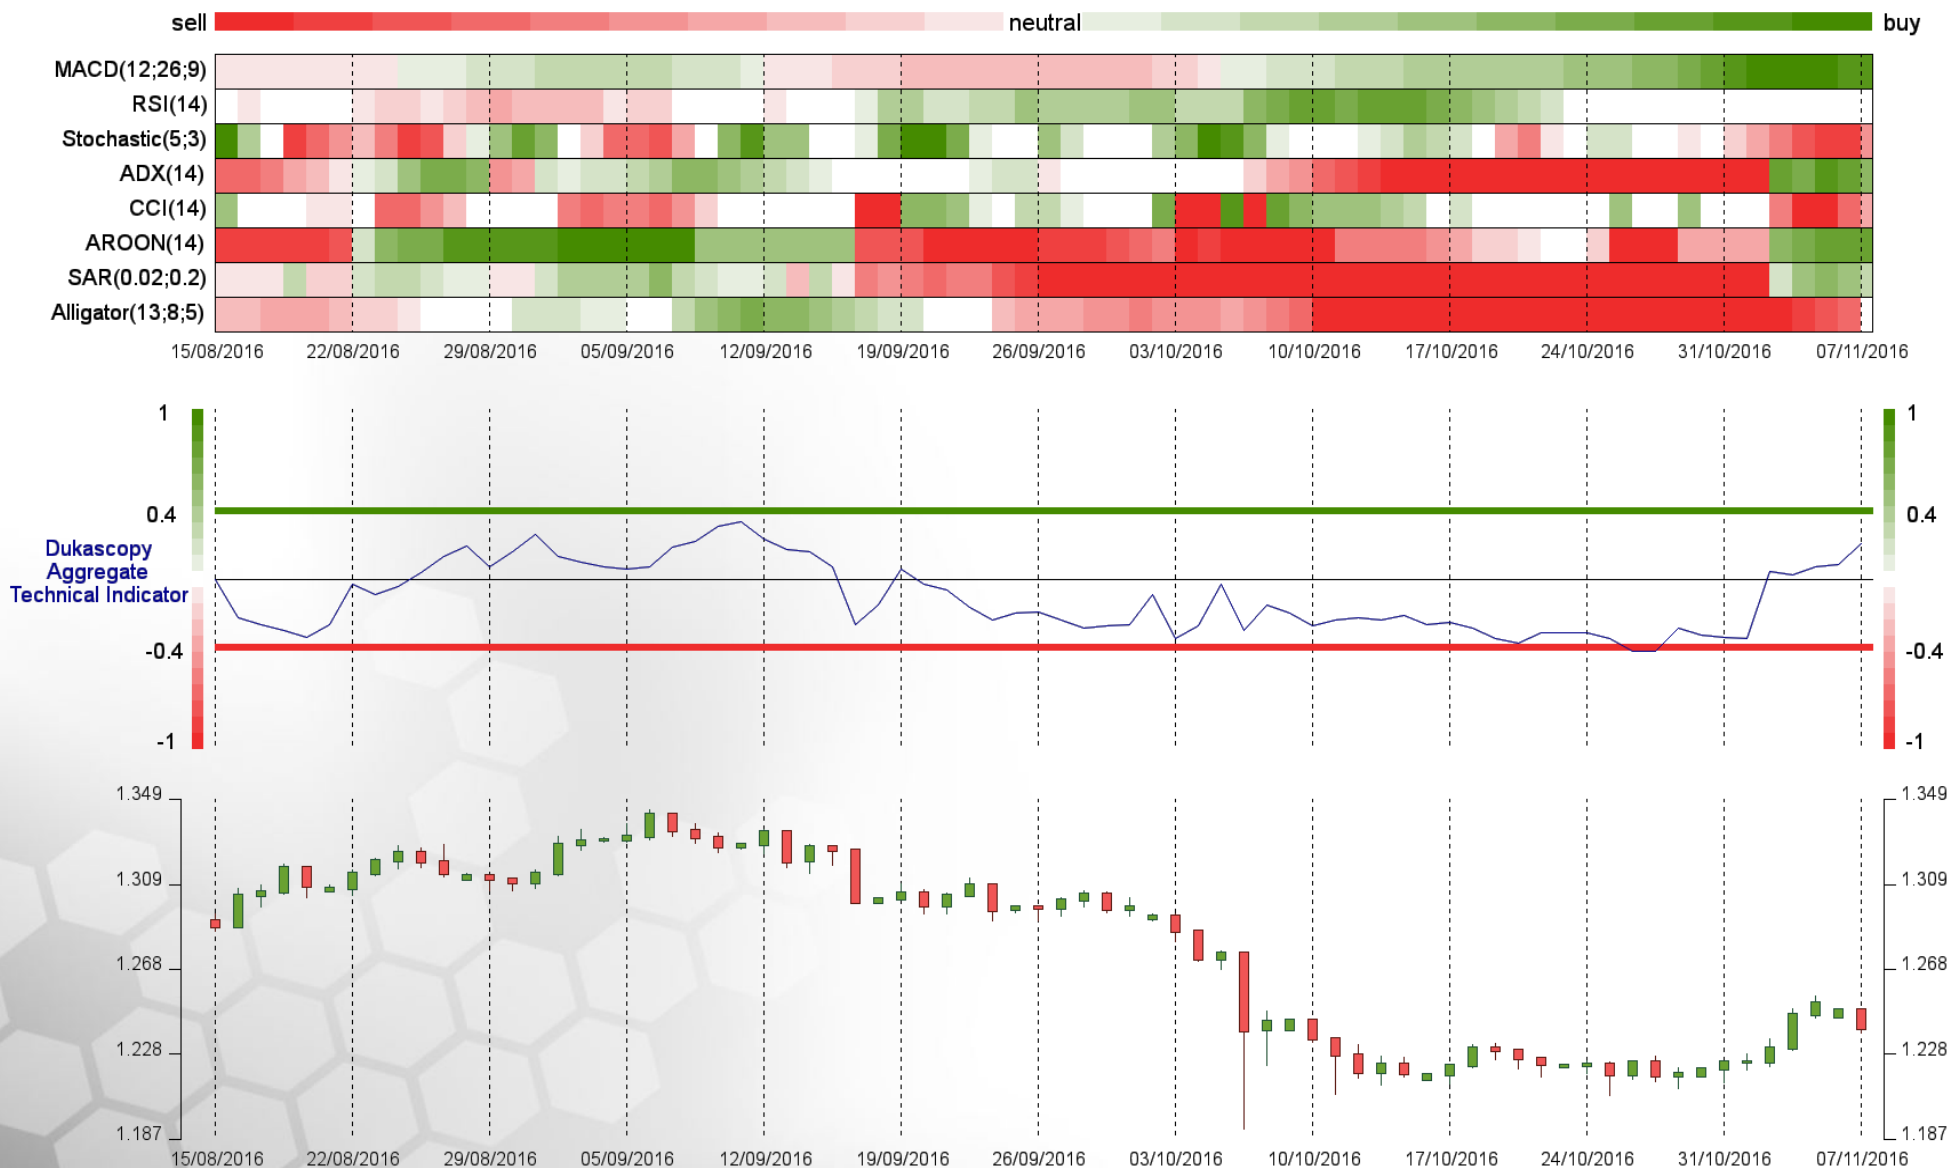 sell neutral buy
MACD(12;26;9)
RSI(14)
Stochastic(5;3)
ADX(14)
CCI(14)
AROON(14)
SAR(0.02;0.2)
Alligator(13;8;5)
15/08/2016 22/08/2016 29/08/2016 05/09/2016 12/09/2016 19/09/2016 26/09/2016 03/10/2016 10/10/2016 17/10/2016 24/10/2016 31/10/2016 07/11/2016
1 1
0.4 0.4
Dukascopy
Aggregate
Technical Indicator
-0.4 -0.4
-1 -1
1.349 1.349
1.309 1.309
1.268 1.268
1.228 1.228
1.187 1.187
15/08/2016 22/08/2016 29/08/2016 05/09/2016 12/09/2016 19/09/2016 26/09/2016 03/10/2016 10/10/2016 17/10/2016 24/10/2016 31/10/2016 07/11/2016